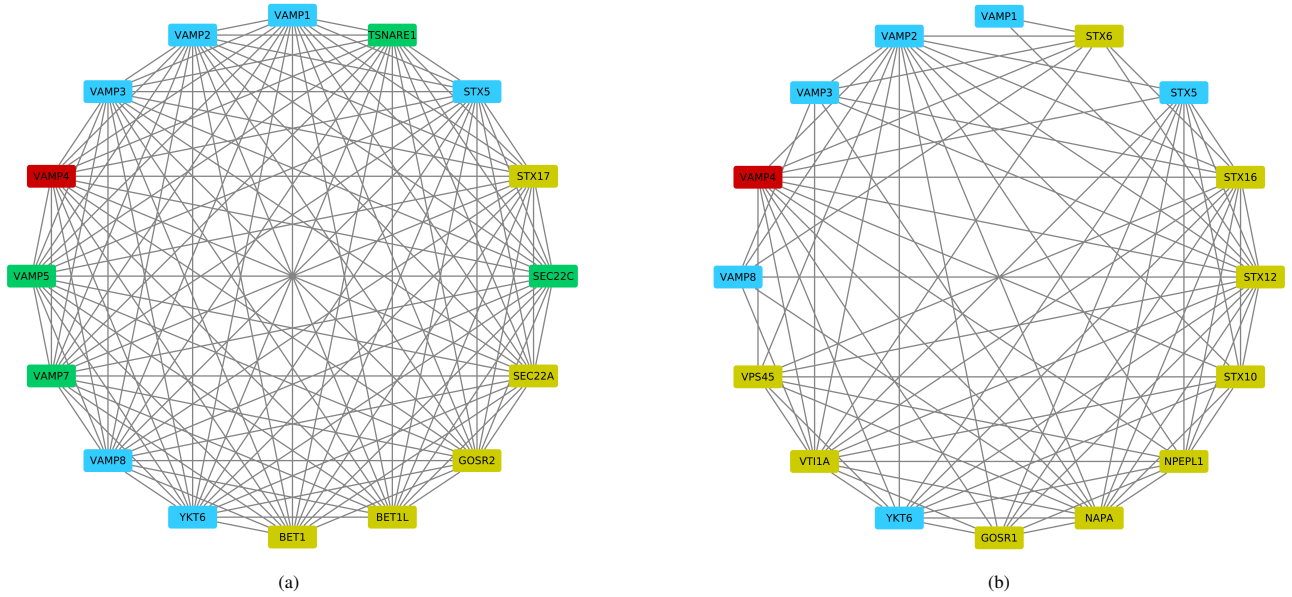 VAMP1
VAMP2
TSNARE1
VAMP3
STX5
VAMP4
STX17
VAMP5
SEC22C
VAMP7
SEC22A
VAMP8
GOSR2
YKT6
BET1L
BET1
(a)
VAMP1
VAMP2
STX6
VAMP3
STX5
VAMP4
STX16
VAMP8
STX12
VPS45
STX10
VTI1A
NPEPL1
YKT6
NAPA
GOSR1
(b)